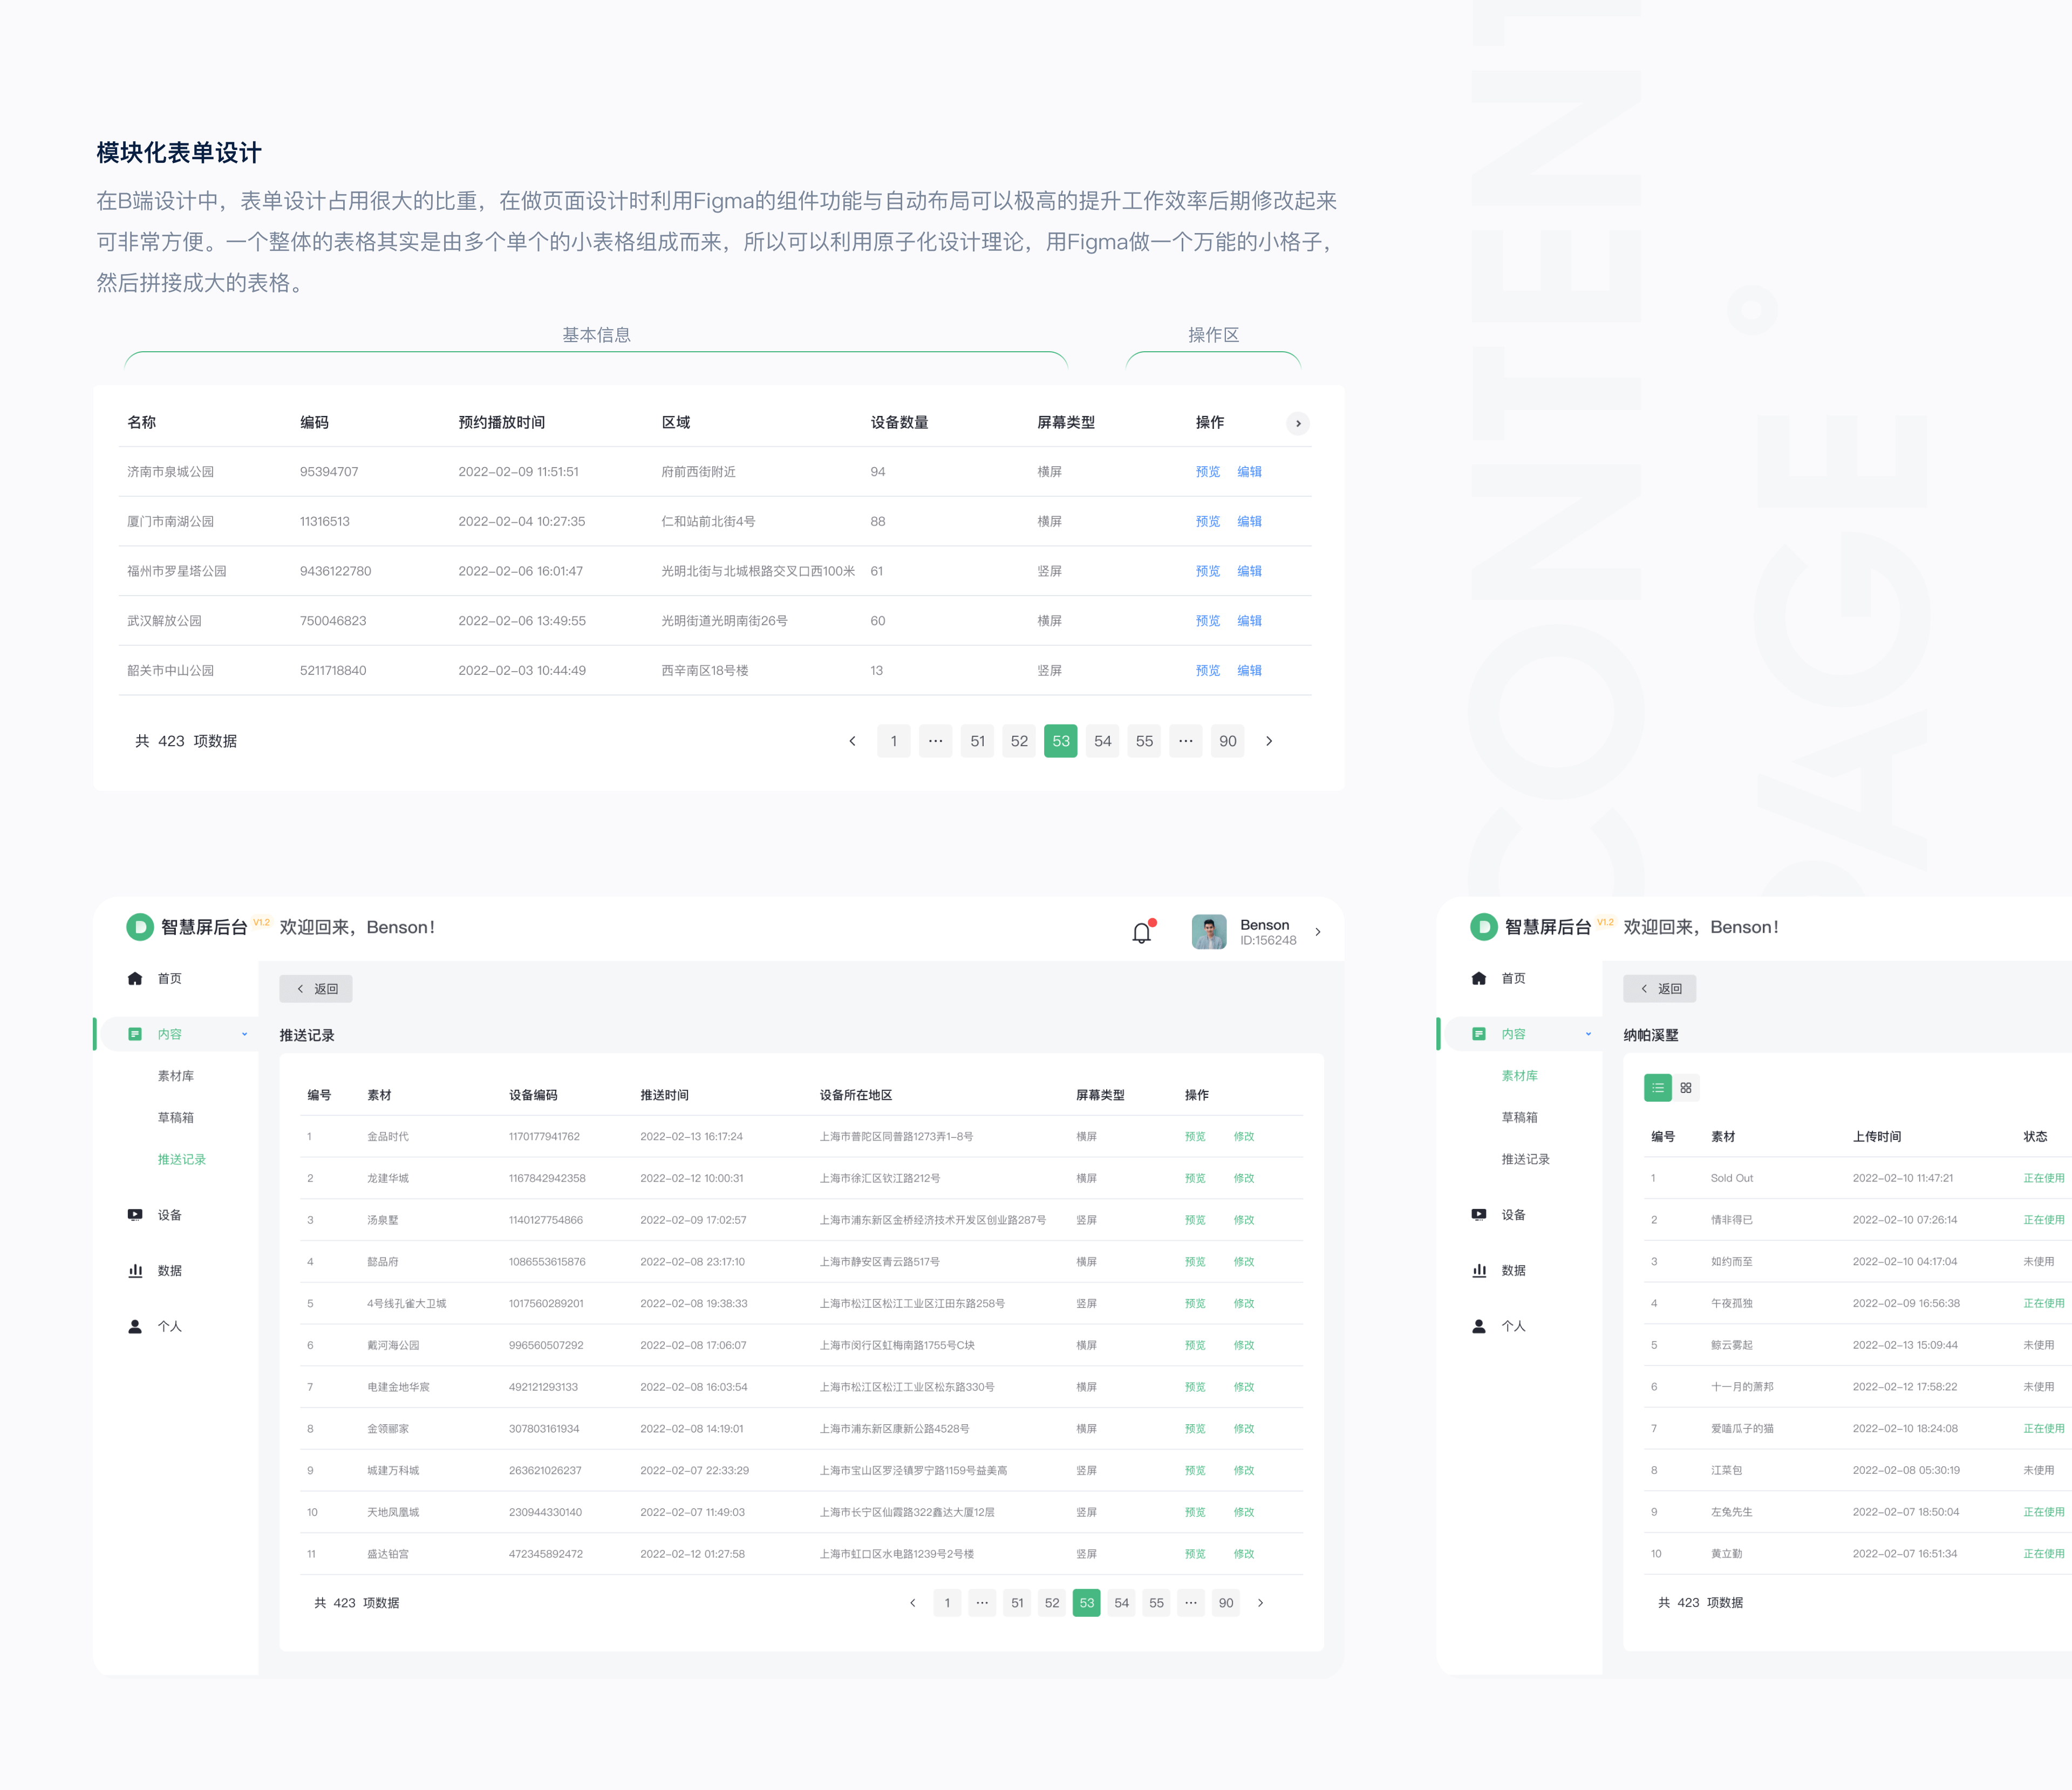 模块化表单设计
在B端设计中，表单设计占用很大的比重，在做页面设计时利用Figma的组件功能与自动布局可以极高的提升工作效率后期修改起来
可非常方便。一个整体的表格其实是由多个单个的小表格组成而来，所以可以利用原子化设计理论，用Figma做一个万能的小格子，
然后拼接成大的表格。
基本信息 操作区
名称 编码 预约播放时间 区域 设备数量 屏幕类型 操作
济南市泉城公园 95394707 2022-02-09 11:51:51 府前西街附近 94 横屏 预览 编辑
厦门市南湖公园 11316513 2022-02-04 10:27:35 仁和站前北街4号 88 横屏 预览 编辑
福州市罗星塔公园 9436122780 2022-02-06 16:01:47 光明北街与北城根路交叉口西100米 61 竖屏 预览 编辑
武汉解放公园 750046823 2022-02-06 13:49:55 光明街道光明南街26号 60 横屏 预览 编辑
韶关市中山公园 5211718840 2022-02-03 10:44:49 西辛南区18号楼 13 竖屏 预览 编辑
共 423 项数据 1 ··· 51 52 53 54 55 ··· 90
CONTENT
PAGE
智慧屏后台 V1.2 欢迎回来，Benson！ Benson
ID:156248
首页
内容
素材库
草稿箱
推送记录
设备
数据
个人
返回
推送记录
编号 素材 设备编码 推送时间 设备所在地区 屏幕类型 操作
1 金品时代 1170177941762 2022-02-13 16:17:24 上海市普陀区同普路1273弄1-8号 横屏 预览 修改
2 龙建华城 1167842942358 2022-02-12 10:00:31 上海市徐汇区钦江路212号 横屏 预览 修改
3 汤泉墅 1140127754866 2022-02-09 17:02:57 上海市浦东新区金桥经济技术开发区创业路287号 竖屏 预览 修改
4 懿品府 1086553615876 2022-02-08 23:17:10 上海市静安区青云路517号 横屏 预览 修改
5 4号线孔雀大卫城 1017560289201 2022-02-08 19:38:33 上海市松江区松江工业区江田东路258号 竖屏 预览 修改
6 戴河海公园 996560507292 2022-02-08 17:06:07 上海市闵行区虹梅南路1755号C块 横屏 预览 修改
7 电建金地华宸 492121293133 2022-02-08 16:03:54 上海市松江区松江工业区松东路330号 横屏 预览 修改
8 金领郦家 307803161934 2022-02-08 14:19:01 上海市浦东新区康新公路4528号 横屏 预览 修改
9 城建万科城 263621026237 2022-02-07 22:33:29 上海市宝山区罗泾镇罗宁路1159号益美高 竖屏 预览 修改
10 天地凤凰城 230944330140 2022-02-07 11:49:03 上海市长宁区仙霞路322鑫达大厦12层 竖屏 预览 修改
11 盛达铂宫 472345892472 2022-02-12 01:27:58 上海市虹口区水电路1239号2号楼 竖屏 预览 修改
共 423 项数据 1 ··· 51 52 53 54 55 ··· 90
智慧屏后台 V1.2 欢迎回来，Benson！
首页
内容
素材库
草稿箱
推送记录
设备
数据
个人
返回
纳帕溪墅
编号 素材 上传时间 状态
1 Sold Out 2022-02-10 11:47:21 正在使用
2 情非得已 2022-02-10 07:26:14 正在使用
3 如约而至 2022-02-10 04:17:04 未使用
4 午夜孤独 2022-02-09 16:56:38 正在使用
5 鲸云雾起 2022-02-13 15:09:44 未使用
6 十一月的萧邦 2022-02-12 17:58:22 未使用
7 爱嗑瓜子的猫 2022-02-10 18:24:08 正在使用
8 江菜包 2022-02-08 05:30:19 未使用
9 左兔先生 2022-02-07 18:50:04 正在使用
10 黄立勤 2022-02-07 16:51:34 正在使用
共 423 项数据